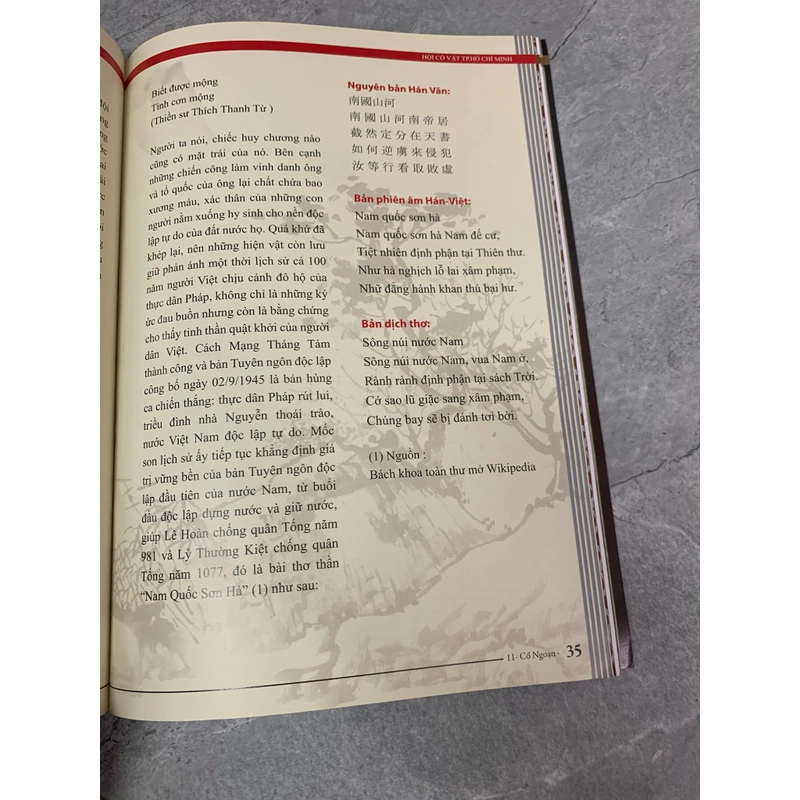 HỘI CỔ VẬT TP.HỒ CHÍ MINH
Biết được mộng
Tỉnh cơn mộng
(Thiền sư Thích Thanh Từ )
Người ta nói, chiếc huy chương nào
cũng có mặt trái của nó. Bên cạnh
những chiến công làm vinh danh ông
và tổ quốc của ông lại chất chứa bao
xương máu, xác thân của những con
người nằm xuống hy sinh cho nền độc
lập tự do của đất nước họ. Quá khứ đã
khép lại, nên những hiện vật còn lưu
giữ phản ánh một thời lịch sử cả 100
năm người Việt chịu cảnh đô hộ của
thực dân Pháp, không chỉ là những ký
ức đau buồn nhưng còn là bằng chứng
cho thấy tinh thần quật khởi của người
dân Việt. Cách Mạng Tháng Tám
thành công và bản Tuyên ngôn độc lập
công bố ngày 02/9/1945 là bản hùng
ca chiến thắng: thực dân Pháp rút lui,
triều đình nhà Nguyễn thoái trào,
nước Việt Nam độc lập tự do. Mốc
son lịch sử ấy tiếp tục khẳng định giá
trị vững bền của bản Tuyên ngôn độc
lập đầu tiên của nước Nam, từ buổi
đầu độc lập dựng nước và giữ nước,
giúp Lê Hoàn chống quân Tống năm
981 và Lý Thường Kiệt chống quân
Tống năm 1077, đó là bài thơ thần
“Nam Quốc Sơn Hà” (1) như sau:
Nguyên bản Hán Văn:
南國山河
南國山河南帝居
截然定分在天書
如何逆虜來侵犯
汝等行看取敗虛
Bản phiên âm Hán-Việt:
Nam quốc sơn hà
Nam quốc sơn hà Nam đế cư,
Tiệt nhiên định phận tại Thiên thư.
Như hà nghịch lỗ lai xâm phạm,
Nhữ đẳng hành khan thủ bại hư.
Bản dịch thơ:
Sông núi nước Nam
Sông núi nước Nam, vua Nam ở,
Rành rành định phận tại sách Trời.
Cớ sao lũ giặc sang xâm phạm,
Chúng bay sẽ bị đánh tơi bời.
(1) Nguồn :
Bách khoa toàn thư mở Wikipedia
11- Cổ Ngoạn - 35